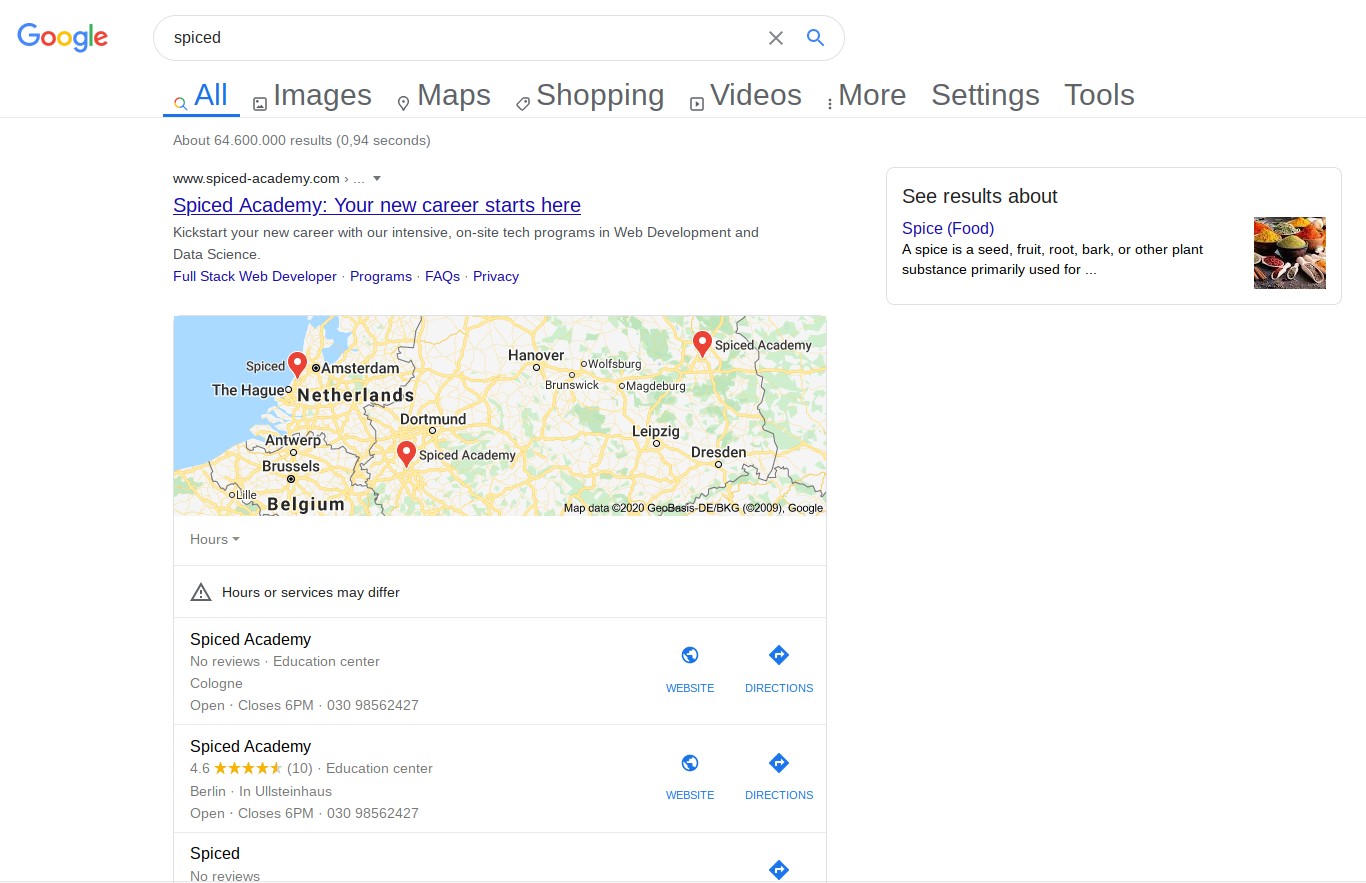 Google
spiced
All Images Maps Shopping Videos More Settings Tools
About 64.600.000 results (0,94 seconds)
www.spiced-academy.com › ...
Spiced Academy: Your new career starts here
Kickstart your new career with our intensive, on-site tech programs in Web Development and
Data Science.
Full Stack Web Developer · Programs · FAQs · Privacy
See results about
Spice (Food)
A spice is a seed, fruit, root, bark, or other plant
substance primarily used for ...
Spiced Academy
Hanover
Wolfsburg
Spiced
Amsterdam
The Hague
Brunswick
Magdeburg
Netherlands
Dortmund
Leipzig
Antwerp
Spiced Academy
Dresden
Brussels
Lille
Belgium
Map data ©2020 GeoBasis-DE/BKG (©2009), Google
Hours
Hours or services may differ
Spiced Academy
No reviews · Education center
Cologne
Open · Closes 6PM · 030 98562427
WEBSITE
DIRECTIONS
Spiced Academy
4.6 ★★★★★ (10) · Education center
Berlin · In Ullsteinhaus
Open · Closes 6PM · 030 98562427
WEBSITE
DIRECTIONS
Spiced
No reviews